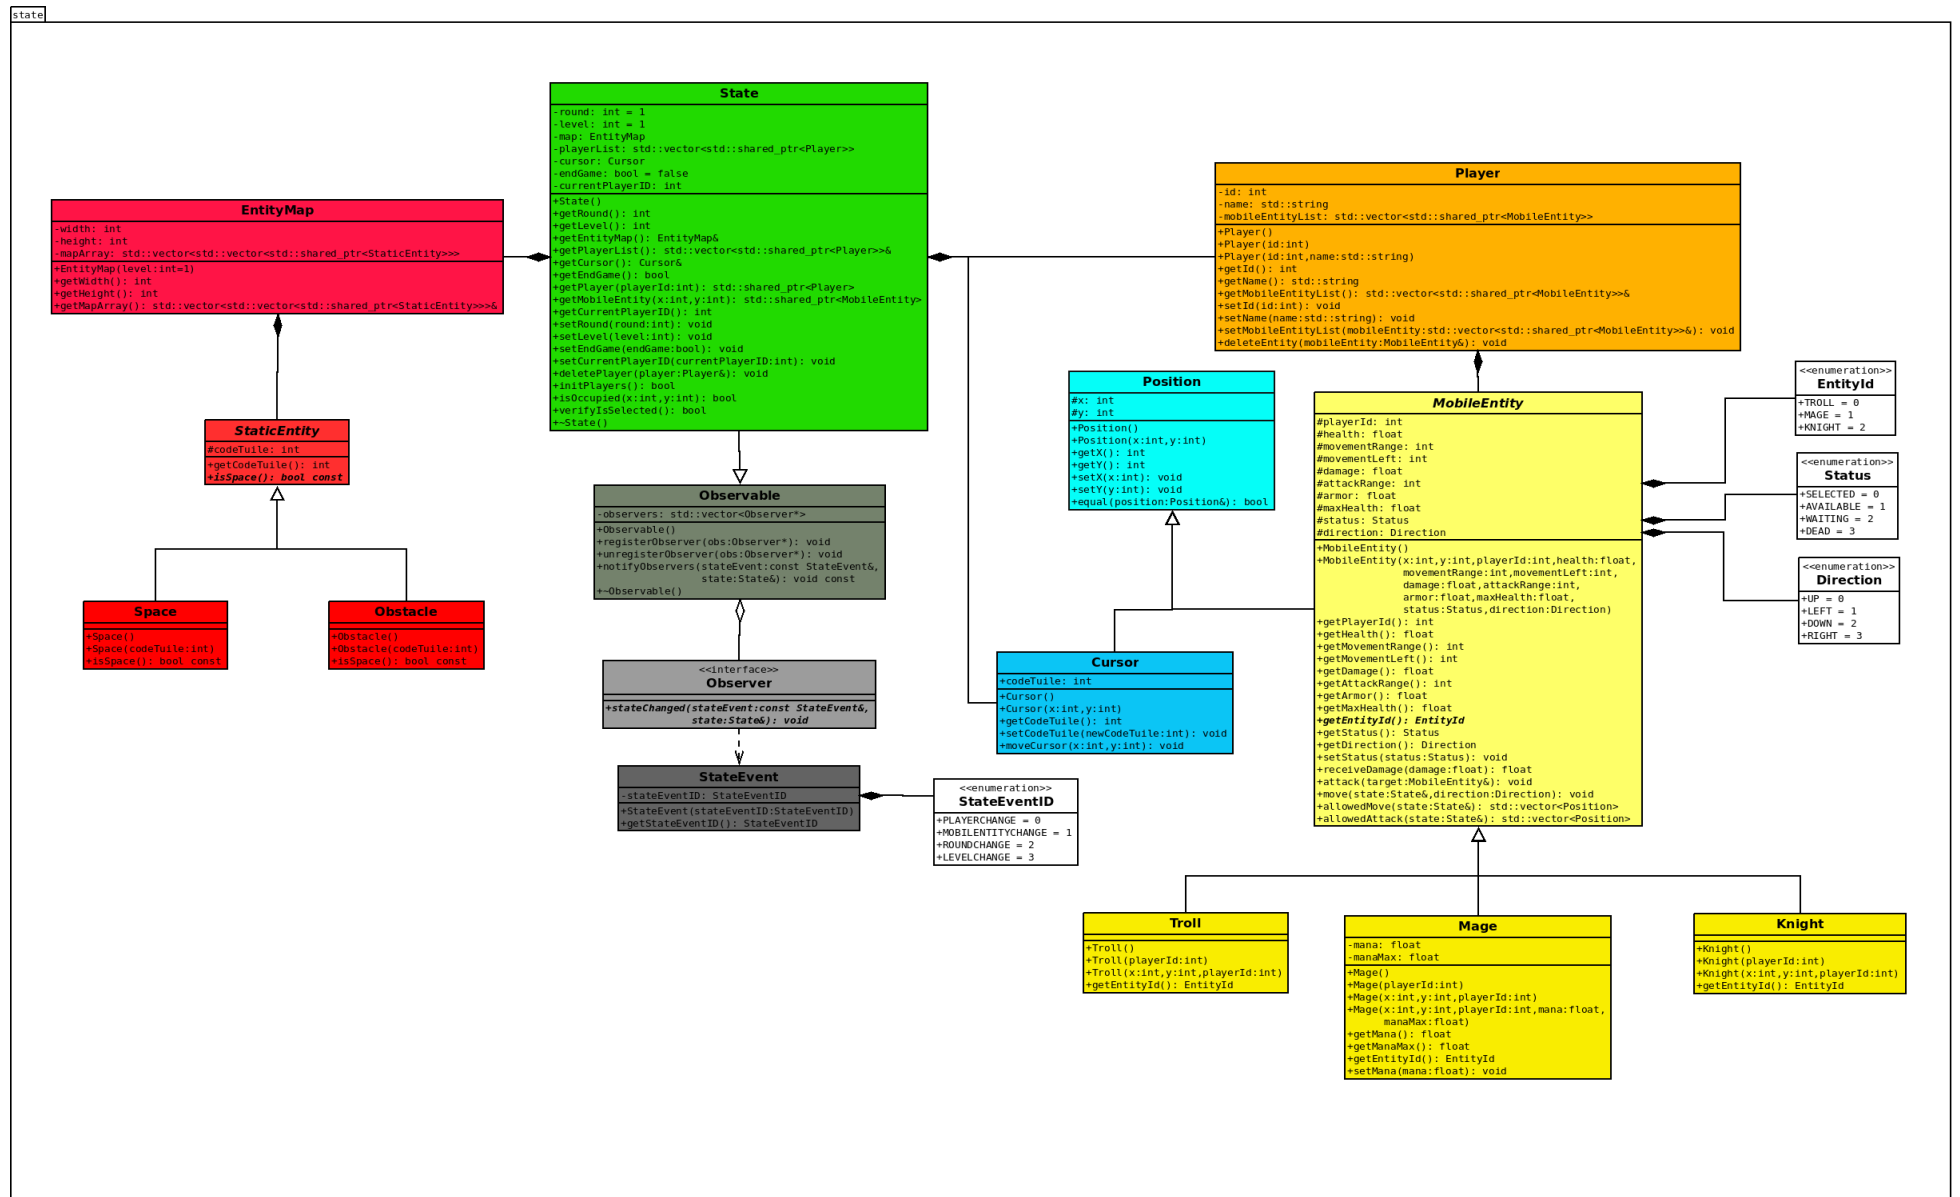 state
State
-round: int = 1
-level: int = 1
-map: EntityMap
-playerList: std::vector<std::shared_ptr<Player>>
-cursor: Cursor
-endGame: bool = false
-currentPlayerID: int
+State()
+getRound(): int
+getLevel(): int
+getEntityMap(): EntityMap&
+getPlayerList(): std::vector<std::shared_ptr<Player>>&
+getCursor(): Cursor&
+getEndGame(): bool
+getPlayer(playerId:int): std::shared_ptr<Player>
+getMobileEntity(x:int,y:int): std::shared_ptr<MobileEntity>
+getCurrentPlayerID(): int
+setRound(round:int): void
+setLevel(level:int): void
+setEndGame(endGame:bool): void
+setCurrentPlayerID(currentPlayerID:int): void
+deletePlayer(player:Player&): void
+initPlayers(): bool
+isOccupied(x:int,y:int): bool
+verifyIsSelected(): bool
+~State()
EntityMap
-width: int
-height: int
-mapArray: std::vector<std::vector<std::shared_ptr<StaticEntity>>>
+EntityMap(level:int=1)
+getWidth(): int
+getHeight(): int
+getMapArray(): std::vector<std::vector<std::shared_ptr<StaticEntity>>>&
Player
-id: int
-name: std::string
-mobileEntityList: std::vector<std::shared_ptr<MobileEntity>>
+Player()
+Player(id:int)
+Player(id:int,name:std::string)
+getId(): int
+getName(): std::string
+getMobileEntityList(): std::vector<std::shared_ptr<MobileEntity>>&
+setId(id:int): void
+setName(name:std::string): void
+setMobileEntityList(mobileEntity:std::vector<std::shared_ptr<MobileEntity>>&): void
+deleteEntity(mobileEntity:MobileEntity&): void
StaticEntity
#codeTuile: int
+getCodeTuile(): int
+isSpace(): bool const
Space
+Space()
+Space(codeTuile:int)
+isSpace(): bool const
Obstacle
+Obstacle()
+Obstacle(codeTuile:int)
+isSpace(): bool const
Observable
-observers: std::vector<Observer*>
+Observable()
+registerObserver(obs:Observer*): void
+unregisterObserver(obs:Observer*): void
+notifyObservers(stateEvent:const StateEvent&,
state:State&): void const
+~Observable()
<<interface>>
Observer
+stateChanged(stateEvent:const StateEvent&,
state:State&): void
StateEvent
-stateEventID: StateEventID
+StateEvent(stateEventID:StateEventID)
+getStateEventID(): StateEventID
<<enumeration>>
StateEventID
+PLAYERCHANGE = 0
+MOBILENTITYCHANGE = 1
+ROUNDCHANGE = 2
+LEVELCHANGE = 3
Position
#x: int
#y: int
+Position()
+Position(x:int,y:int)
+getX(): int
+getY(): int
+setX(x:int): void
+setY(y:int): void
+equal(position:Position&): bool
Cursor
+codeTuile: int
+Cursor()
+Cursor(x:int,y:int)
+getCodeTuile(): int
+setCodeTuile(newCodeTuile:int): void
+moveCursor(x:int,y:int): void
MobileEntity
#playerId: int
#health: float
#movementRange: int
#movementLeft: int
#damage: float
#attackRange: int
#armor: float
#maxHealth: float
#status: Status
#direction: Direction
+MobileEntity()
+MobileEntity(x:int,y:int,playerId:int,health:float,
movementRange:int,movementLeft:int,
damage:float,attackRange:int,
armor:float,maxHealth:float,
status:Status,direction:Direction)
+getPlayerId(): int
+getHealth(): float
+getMovementRange(): int
+getMovementLeft(): int
+getDamage(): float
+getAttackRange(): int
+getArmor(): float
+getMaxHealth(): float
+getEntityId(): EntityId
+getStatus(): Status
+getDirection(): Direction
+setStatus(status:Status): void
+receiveDamage(damage:float): float
+attack(target:MobileEntity&): void
+move(state:State&,direction:Direction): void
+allowedMove(state:State&): std::vector<Position>
+allowedAttack(state:State&): std::vector<Position>
<<enumeration>>
EntityId
+TROLL = 0
+MAGE = 1
+KNIGHT = 2
<<enumeration>>
Status
+SELECTED = 0
+AVAILABLE = 1
+WAITING = 2
+DEAD = 3
<<enumeration>>
Direction
+UP = 0
+LEFT = 1
+DOWN = 2
+RIGHT = 3
Troll
+Troll()
+Troll(playerId:int)
+Troll(x:int,y:int,playerId:int)
+getEntityId(): EntityId
Mage
-mana: float
-manaMax: float
+Mage()
+Mage(playerId:int)
+Mage(x:int,y:int,playerId:int)
+Mage(x:int,y:int,playerId:int,mana:float,
manaMax:float)
+getMana(): float
+getManaMax(): float
+getEntityId(): EntityId
+setMana(mana:float): void
Knight
+Knight()
+Knight(playerId:int)
+Knight(x:int,y:int,playerId:int)
+getEntityId(): EntityId